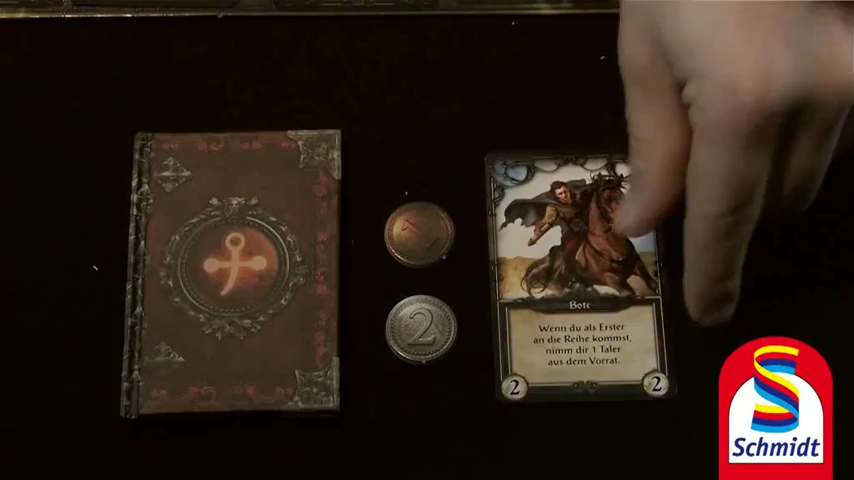 1
2
Bote
Wenn du als Erster
an die Reihe kommst,
nimm dir 1 Taler
aus dem Vorrat.
2
2
Schmidt